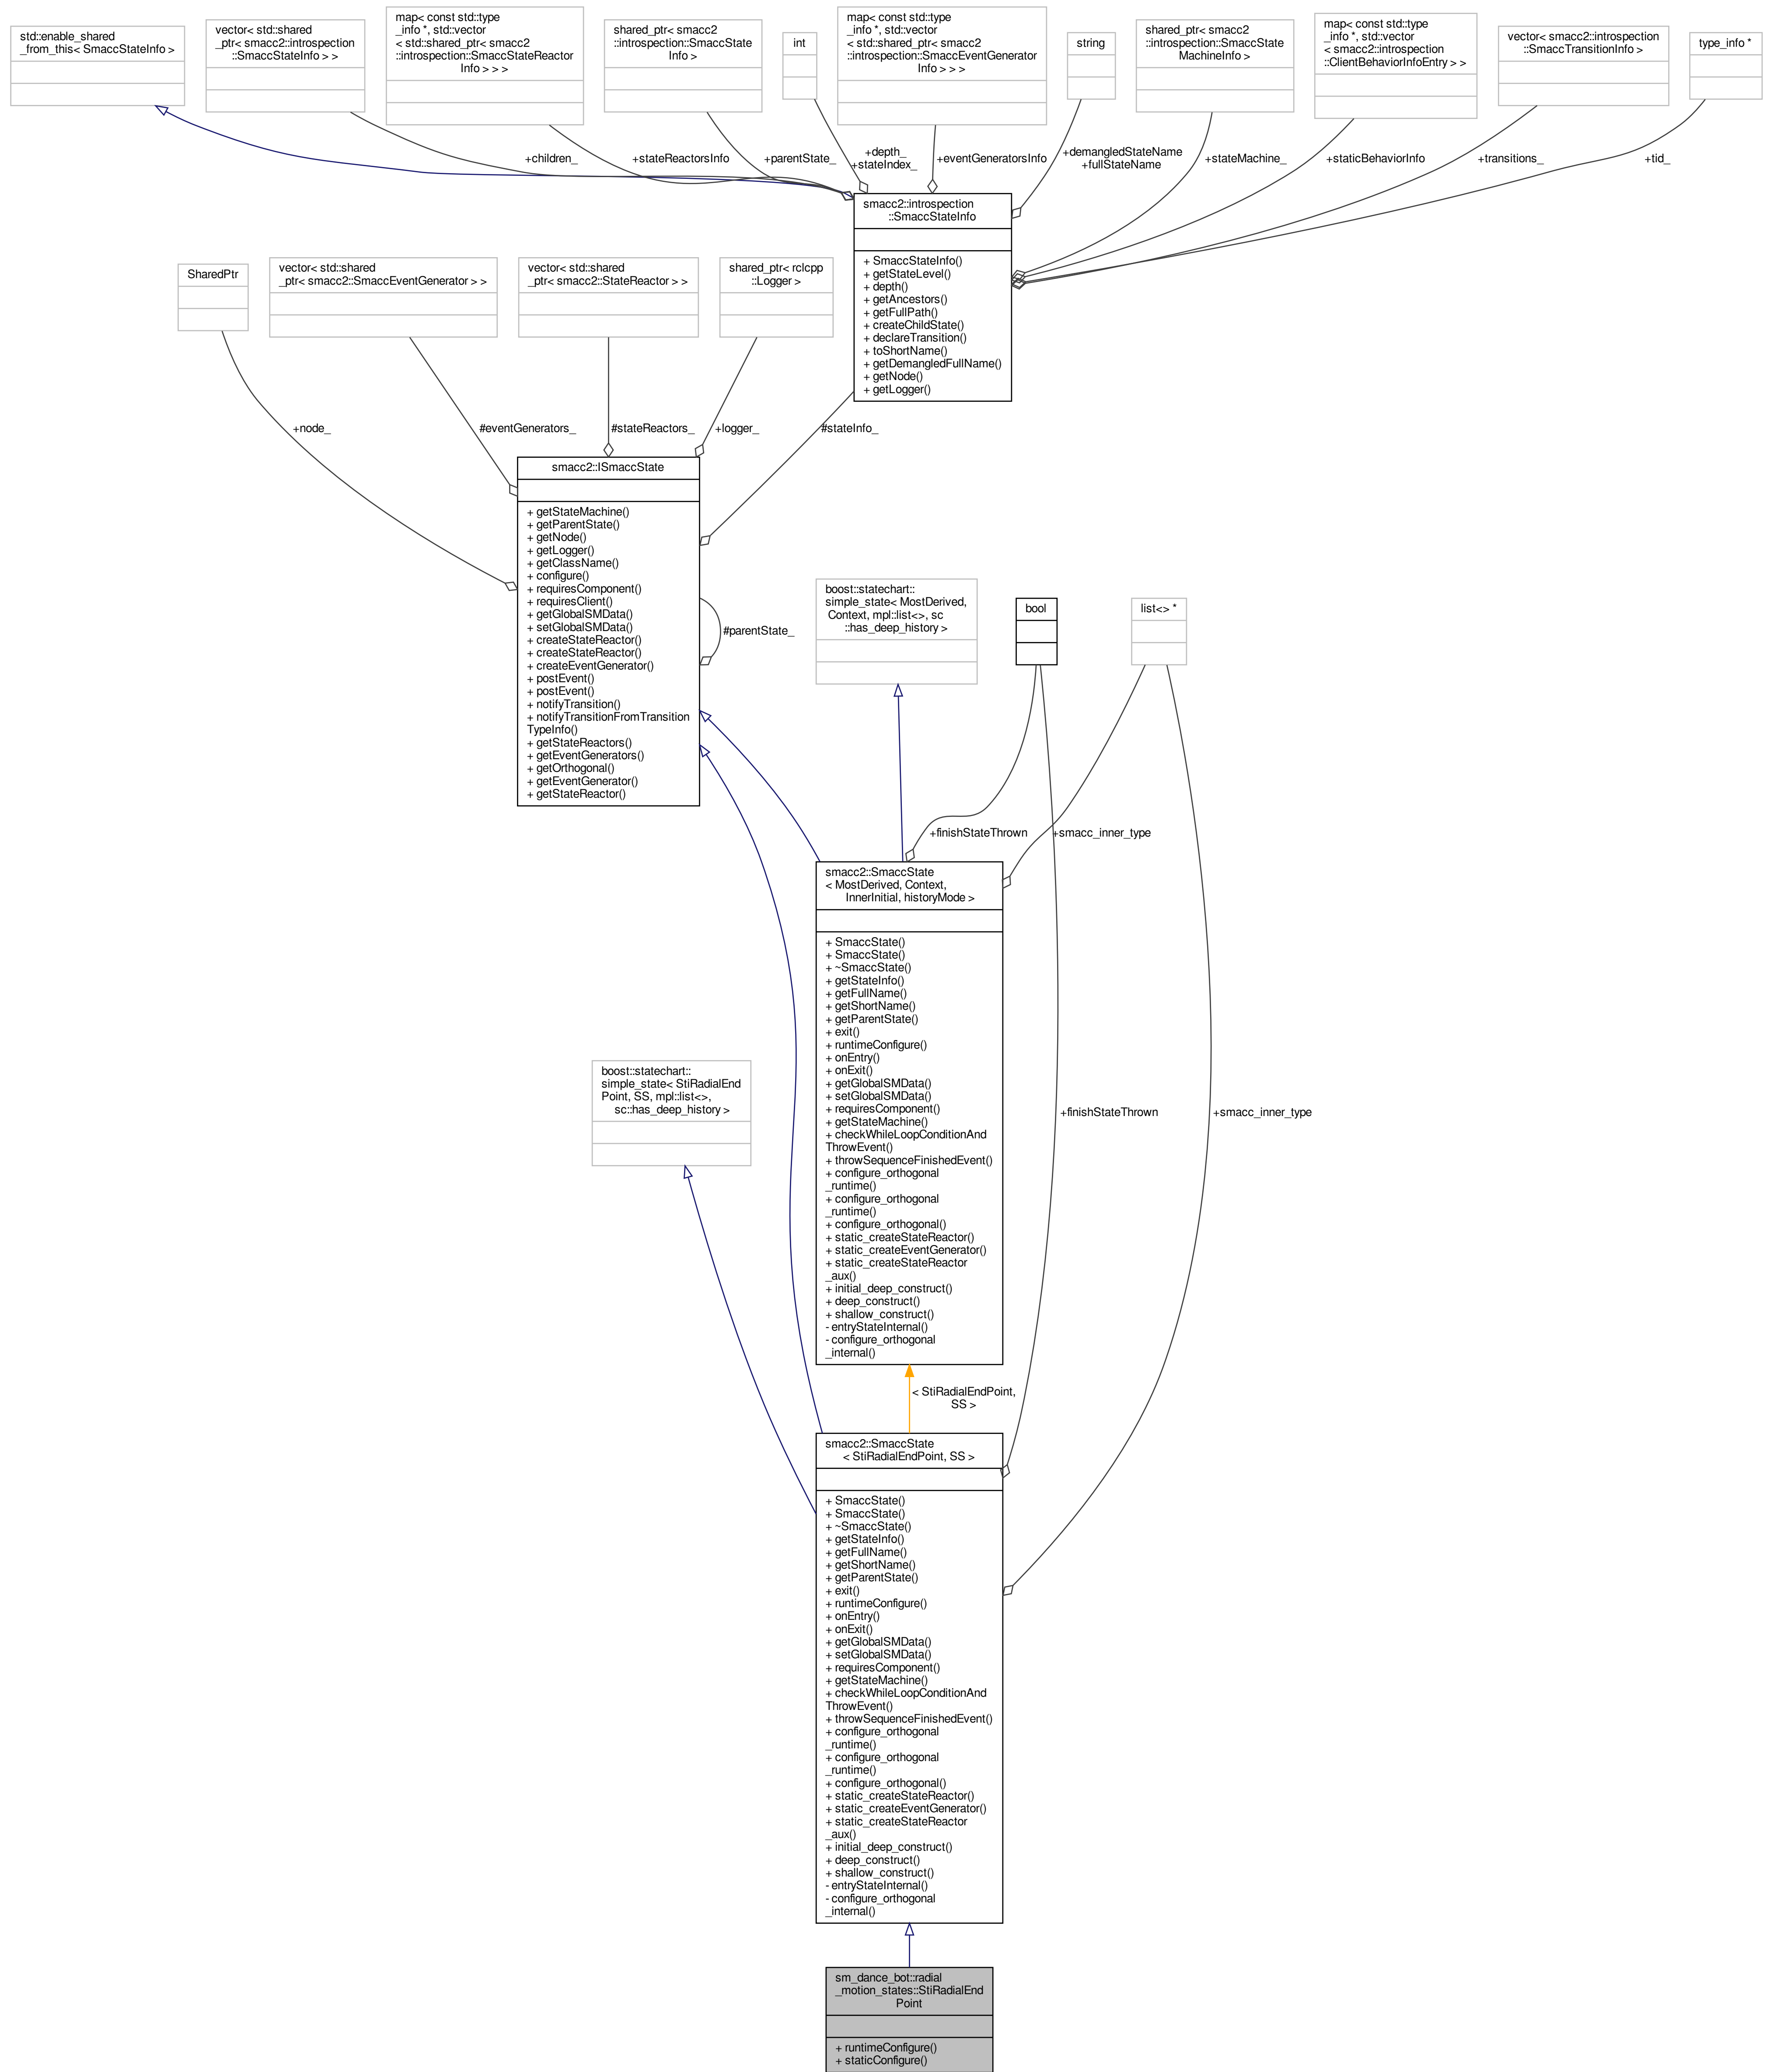 std::enable_shared
_from_this< SmaccStateInfo >
vector< std::shared
_ptr< smacc2::introspection
::SmaccStateInfo > >
map< const std::type
_info *, std::vector
< std::shared_ptr< smacc2
::introspection::SmaccStateReactor
Info > > >
shared_ptr< smacc2
::introspection::SmaccState
Info >
int
map< const std::type
_info *, std::vector
< std::shared_ptr< smacc2
::introspection::SmaccEventGenerator
Info > > >
string
shared_ptr< smacc2
::introspection::SmaccState
MachineInfo >
map< const std::type
_info *, std::vector
< smacc2::introspection
::ClientBehaviorInfoEntry > >
vector< smacc2::introspection
::SmaccTransitionInfo >
type_info *
+children_
+stateReactorsInfo
+parentState_
+depth_
+stateIndex_
+eventGeneratorsInfo
+demangledStateName
+fullStateName
+stateMachine_
+staticBehaviorInfo
+transitions_
+tid_
smacc2::introspection
::SmaccStateInfo
+ SmaccStateInfo()
+ getStateLevel()
+ depth()
+ getAncestors()
+ getFullPath()
+ createChildState()
+ declareTransition()
+ toShortName()
+ getDemangledFullName()
+ getNode()
+ getLogger()
SharedPtr
vector< std::shared
_ptr< smacc2::SmaccEventGenerator > >
vector< std::shared
_ptr< smacc2::StateReactor > >
shared_ptr< rclcpp
::Logger >
+node_
#eventGenerators_
#stateReactors_
+logger_
#stateInfo_
smacc2::ISmaccState
+ getStateMachine()
+ getParentState()
+ getNode()
+ getLogger()
+ getClassName()
+ configure()
+ requiresComponent()
+ requiresClient()
+ getGlobalSMData()
+ setGlobalSMData()
+ createStateReactor()
+ createStateReactor()
+ createEventGenerator()
+ postEvent()
+ postEvent()
+ notifyTransition()
+ notifyTransitionFromTransition
TypeInfo()
+ getStateReactors()
+ getEventGenerators()
+ getOrthogonal()
+ getEventGenerator()
+ getStateReactor()
#parentState_
boost::statechart::
simple_state< MostDerived,
Context, mpl::list<>, sc
::has_deep_history >
bool
list<> *
+finishStateThrown
+smacc_inner_type
smacc2::SmaccState
< MostDerived, Context,
InnerInitial, historyMode >
+ SmaccState()
+ SmaccState()
+ ~SmaccState()
+ getStateInfo()
+ getFullName()
+ getShortName()
+ getParentState()
+ exit()
+ runtimeConfigure()
+ onEntry()
+ onExit()
+ getGlobalSMData()
+ setGlobalSMData()
+ requiresComponent()
+ getStateMachine()
+ checkWhileLoopConditionAnd
ThrowEvent()
+ throwSequenceFinishedEvent()
+ configure_orthogonal
_runtime()
+ configure_orthogonal
_runtime()
+ configure_orthogonal()
+ static_createStateReactor()
+ static_createEventGenerator()
+ static_createStateReactor
_aux()
+ initial_deep_construct()
+ deep_construct()
+ shallow_construct()
- entryStateInternal()
- configure_orthogonal
_internal()
boost::statechart::
simple_state< StiRadialEnd
Point, SS, mpl::list<>,
sc::has_deep_history >
+finishStateThrown
+smacc_inner_type
< StiRadialEndPoint,
SS >
smacc2::SmaccState
< StiRadialEndPoint, SS >
+ SmaccState()
+ SmaccState()
+ ~SmaccState()
+ getStateInfo()
+ getFullName()
+ getShortName()
+ getParentState()
+ exit()
+ runtimeConfigure()
+ onEntry()
+ onExit()
+ getGlobalSMData()
+ setGlobalSMData()
+ requiresComponent()
+ getStateMachine()
+ checkWhileLoopConditionAnd
ThrowEvent()
+ throwSequenceFinishedEvent()
+ configure_orthogonal
_runtime()
+ configure_orthogonal
_runtime()
+ configure_orthogonal()
+ static_createStateReactor()
+ static_createEventGenerator()
+ static_createStateReactor
_aux()
+ initial_deep_construct()
+ deep_construct()
+ shallow_construct()
- entryStateInternal()
- configure_orthogonal
_internal()
sm_dance_bot::radial
_motion_states::StiRadialEnd
Point
+ runtimeConfigure()
+ staticConfigure()